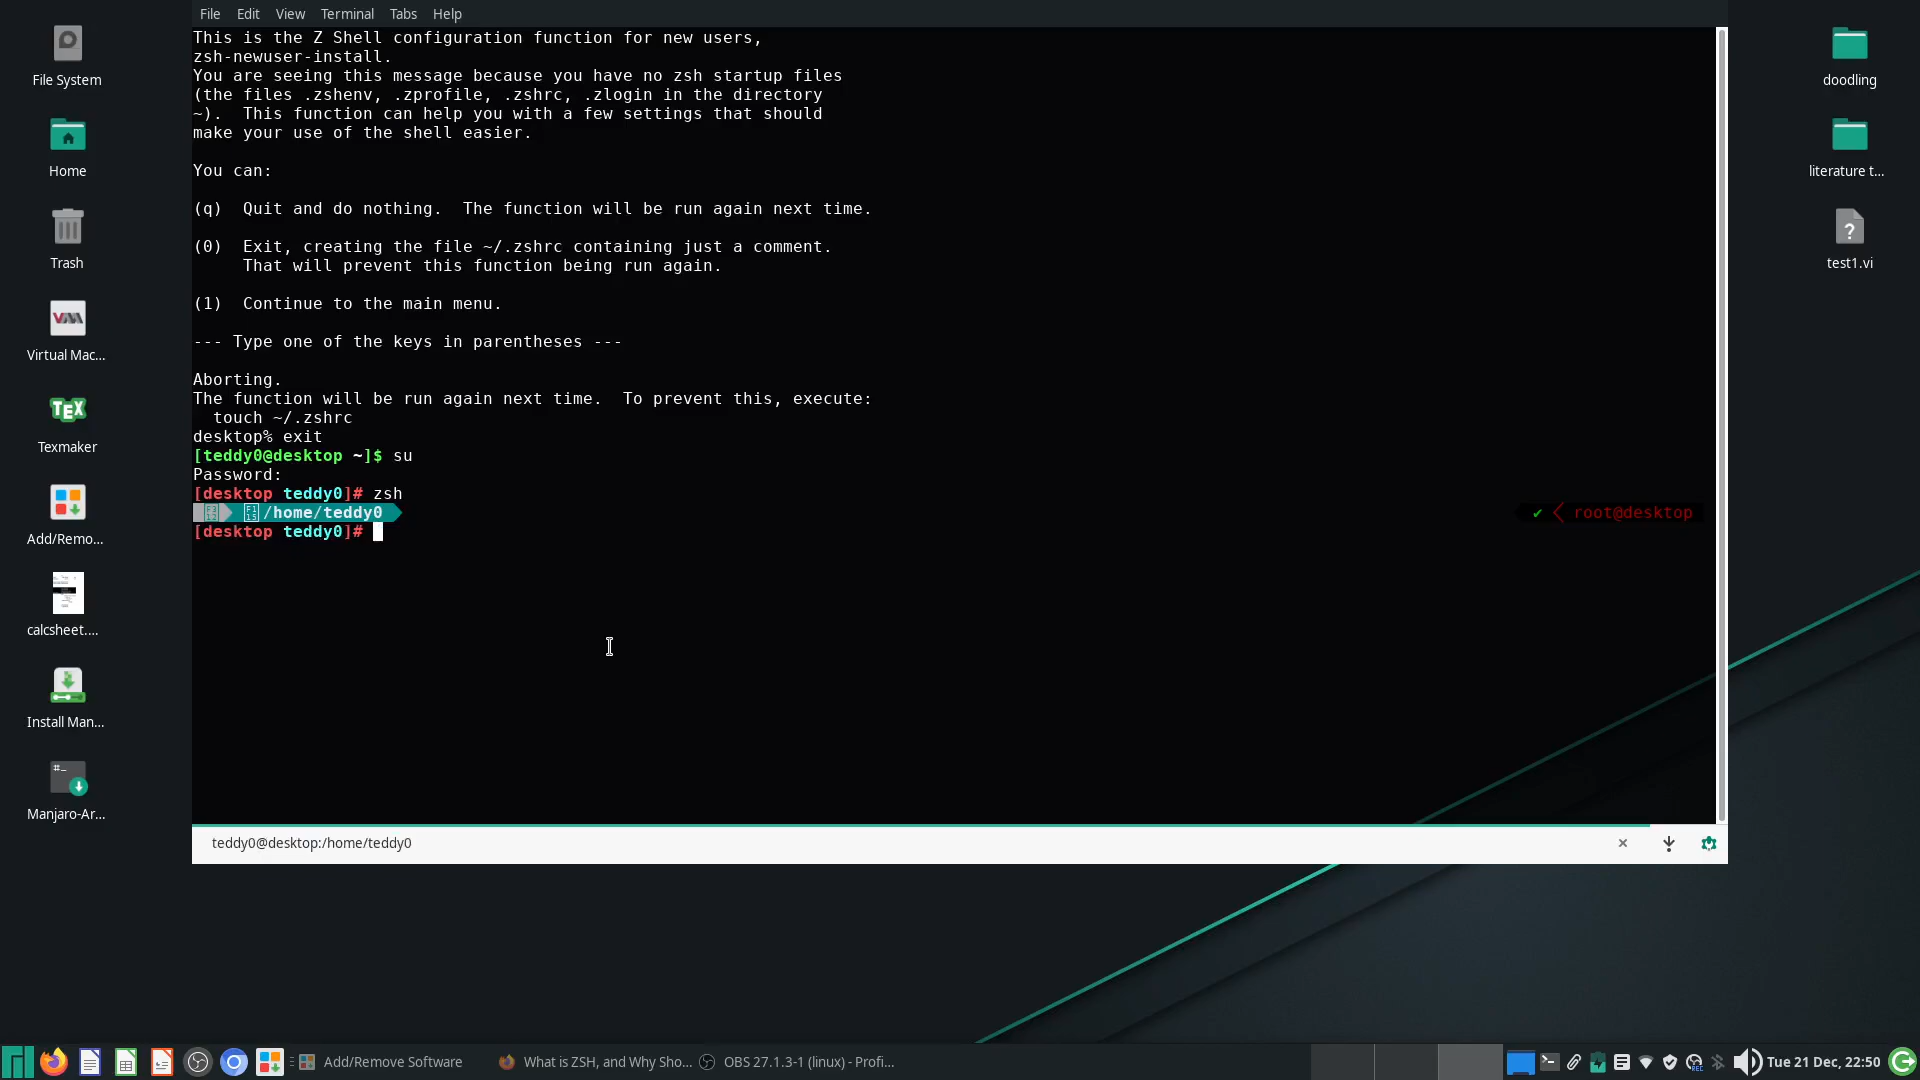 File Edit View Terminal Tabs Help
This is the Z Shell configuration function for new users,
zsh-newuser-install.
You are seeing this message because you have no zsh startup files
(the files .zshenv, .zprofile, .zshrc, .zlogin in the directory
~).  This function can help you with a few settings that should
make your use of the shell easier.
You can:
(q)  Quit and do nothing.  The function will be run again next time.
(0)  Exit, creating the file ~/.zshrc containing just a comment.
     That will prevent this function being run again.
(1)  Continue to the main menu.
--- Type one of the keys in parentheses ---
Aborting.
The function will be run again next time.  To prevent this, execute:
  touch ~/.zshrc
desktop% exit
[teddy0@desktop ~]$ su
Password:
[desktop teddy0]# zsh
/home/teddy0 ✔ root@desktop
[desktop teddy0]#
teddy0@desktop:/home/teddy0
File System
Home
Trash
Virtual Mac...
TEX
Texmaker
Add/Remo...
calcsheet....
Install Man...
Manjaro-Ar...
doodling
literature t...
?
test1.vi
Add/Remove Software
What is ZSH, and Why Sho...
OBS 27.1.3-1 (linux) - Profi...
Tue 21 Dec, 22:50